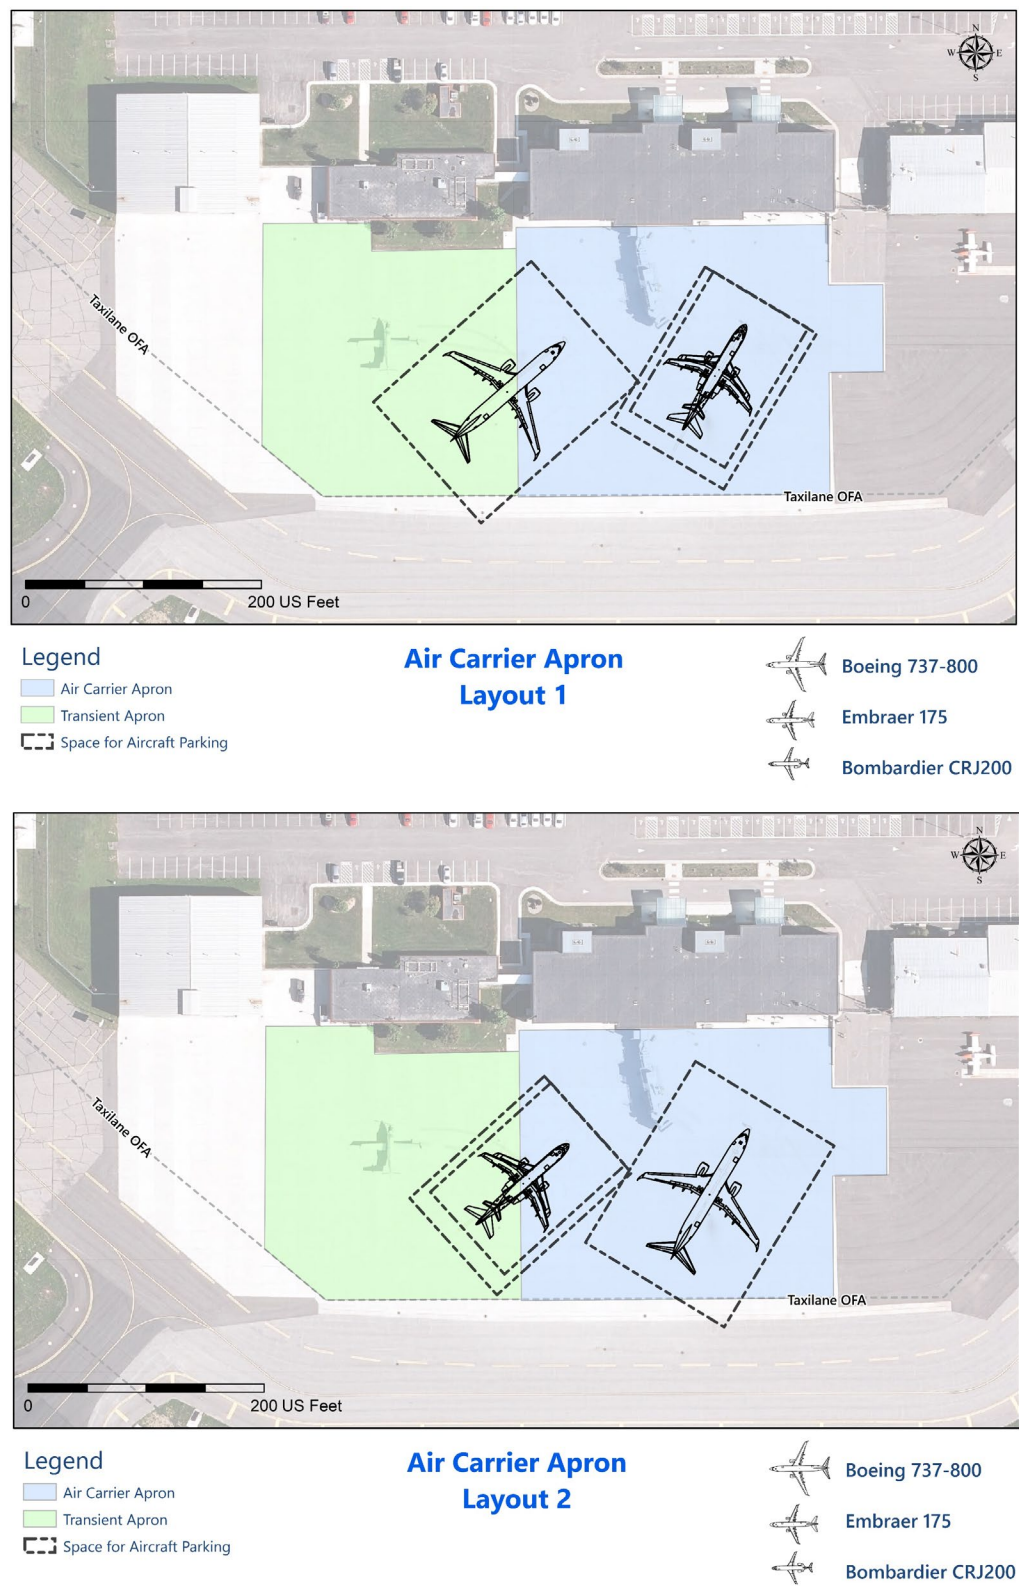 N
W E
S
Taxilane OFA
Taxilane OFA
0 200 US Feet
Legend
Air Carrier Apron
Transient Apron
Space for Aircraft Parking
Air Carrier Apron
Layout 1
Boeing 737-800
Embraer 175
Bombardier CRJ200
N
W E
S
Taxilane OFA
Taxilane OFA
0 200 US Feet
Legend
Air Carrier Apron
Transient Apron
Space for Aircraft Parking
Air Carrier Apron
Layout 2
Boeing 737-800
Embraer 175
Bombardier CRJ200